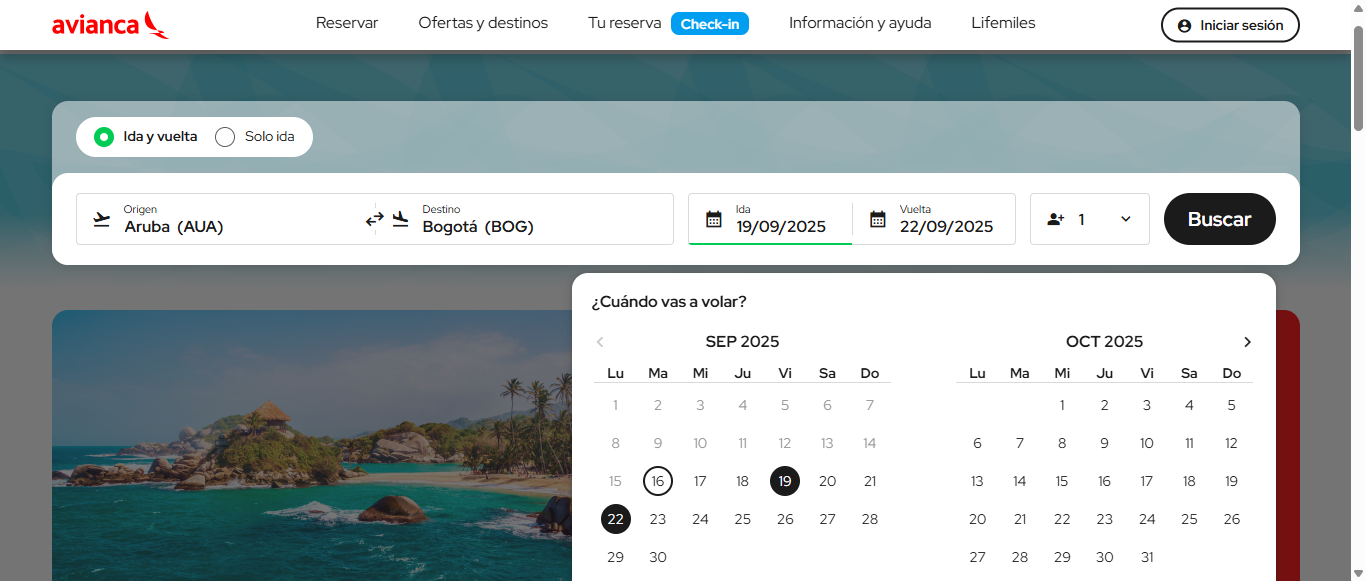 avianca
Reservar
Ofertas y destinos
Tu reserva Check-in
Información y ayuda
Lifemiles
Iniciar sesión
Ida y vuelta
Solo ida
Origen
Aruba (AUA)
Destino
Bogotá (BOG)
Ida
19/09/2025
Vuelta
22/09/2025
1
Buscar
¿Cuándo vas a volar?
SEP 2025
Lu Ma Mi Ju Vi Sa Do
1 2 3 4 5 6 7
8 9 10 11 12 13 14
15 16 17 18 19 20 21
22 23 24 25 26 27 28
29 30
OCT 2025
Lu Ma Mi Ju Vi Sa Do
1 2 3 4 5
6 7 8 9 10 11 12
13 14 15 16 17 18 19
20 21 22 23 24 25 26
27 28 29 30 31